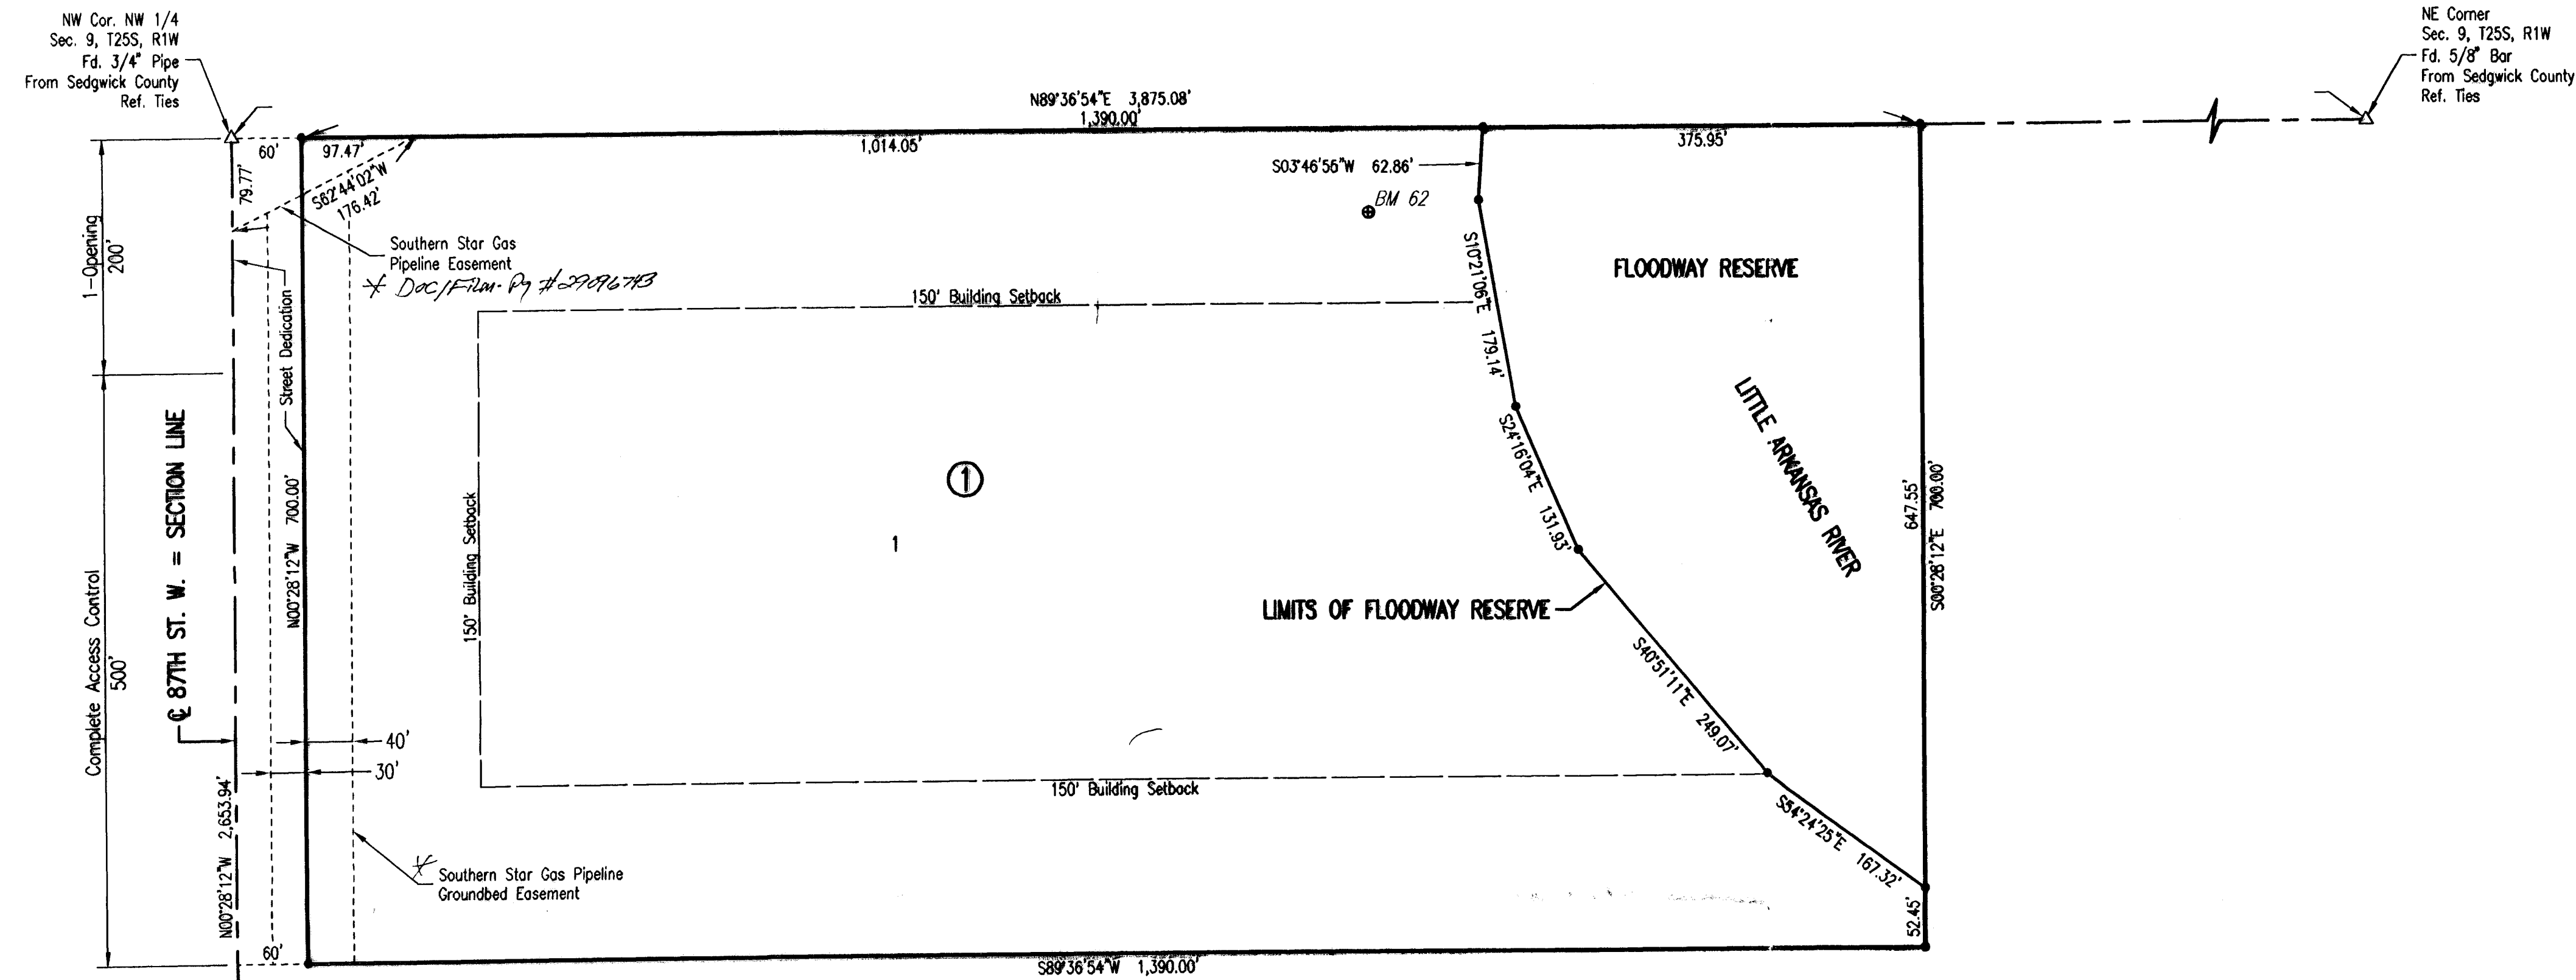 NW Cor. NW 1/4
Sec. 9, T25S, R1W
Fd. 3/4" Pipe
From Sedgwick County
Ref. Ties
NE Corner
Sec. 9, T25S, R1W
Fd. 5/8" Bar
From Sedgwick County
Ref. Ties
N89°36'54"E 3,875.08'
1,390.00'
60'
97.47'
1,014.05'
375.95'
79.77'
S62°44'02"W
176.42'
S03°46'55"W 62.86'
BM 62
Southern Star Gas
Pipeline Easement
* Doc/Film-Pg #29096743
1-Opening
200'
Street Dedication
FLOODWAY RESERVE
150' Building Setback
S10°21'06"E 179.14'
LITTLE ARKANSAS RIVER
℄ 87TH ST. W. = SECTION LINE
S24°16'04"E 131.93'
1
1
150' Building Setback
N00°28'12"W 700.00'
647.55'
S00°28'12"E 700.00'
LIMITS OF FLOODWAY RESERVE
Complete Access Control
500'
S40°51'11"E 249.07'
40'
30'
150' Building Setback
N00°28'12"W 2,653.94'
S54°24'25"E 167.32'
* Southern Star Gas Pipeline
Groundbed Easement
52.45'
60'
S89°36'54"W 1,390.00'